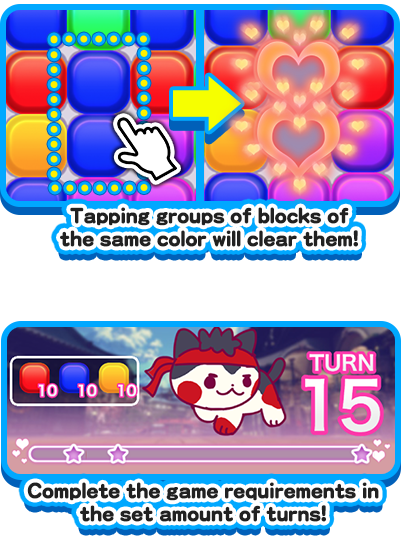 Tapping groups of blocks of
the same color will clear them!
TURN
15
10 10 10
Complete the game requirements in
the set amount of turns!